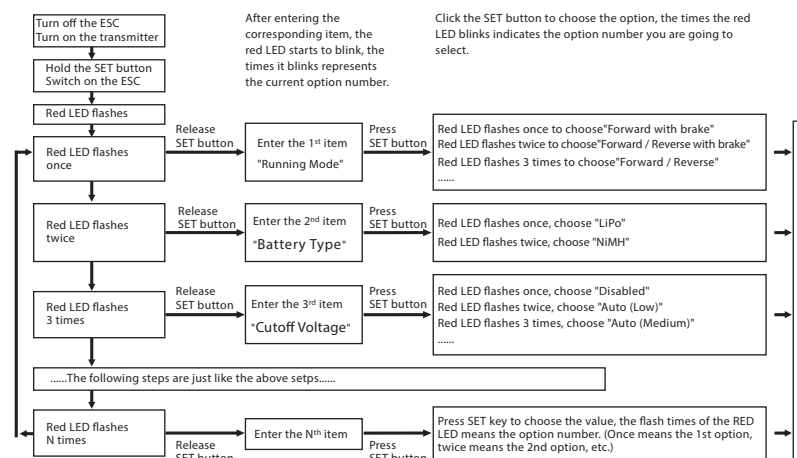 Turn off the ESC
Turn on the transmitter
After entering the
corresponding item, the
red LED starts to blink, the
times it blinks represents
the current option number.
Click the SET button to choose the option, the times the red
LED blinks indicates the option number you are going to
select.
Hold the SET button
Switch on the ESC
Red LED flashes
Red LED flashes
once
Release
SET button
Enter the 1st item
"Running Mode"
Press
SET button
Red LED flashes once to choose"Forward with brake"
Red LED flashes twice to choose"Forward / Reverse with brake"
Red LED flashes 3 times to choose"Forward / Reverse"
......
Red LED flashes
twice
Release
SET button
Enter the 2nd item
"Battery Type"
Press
SET button
Red LED flashes once, choose "LiPo"
Red LED flashes twice, choose "NiMH"
Red LED flashes
3 times
Release
SET button
Enter the 3rd item
"Cutoff Voltage"
Press
SET button
Red LED flashes once, choose "Disabled"
Red LED flashes twice, choose "Auto (Low)"
Red LED flashes 3 times, choose "Auto (Medium)"
......
......The following steps are just like the above setps......
Red LED flashes
N times
Release
SET button
Enter the Nth item
Press
SET button
Press SET key to choose the value, the flash times of the RED
LED means the option number. (Once means the 1st option,
twice means the 2nd option, etc.)